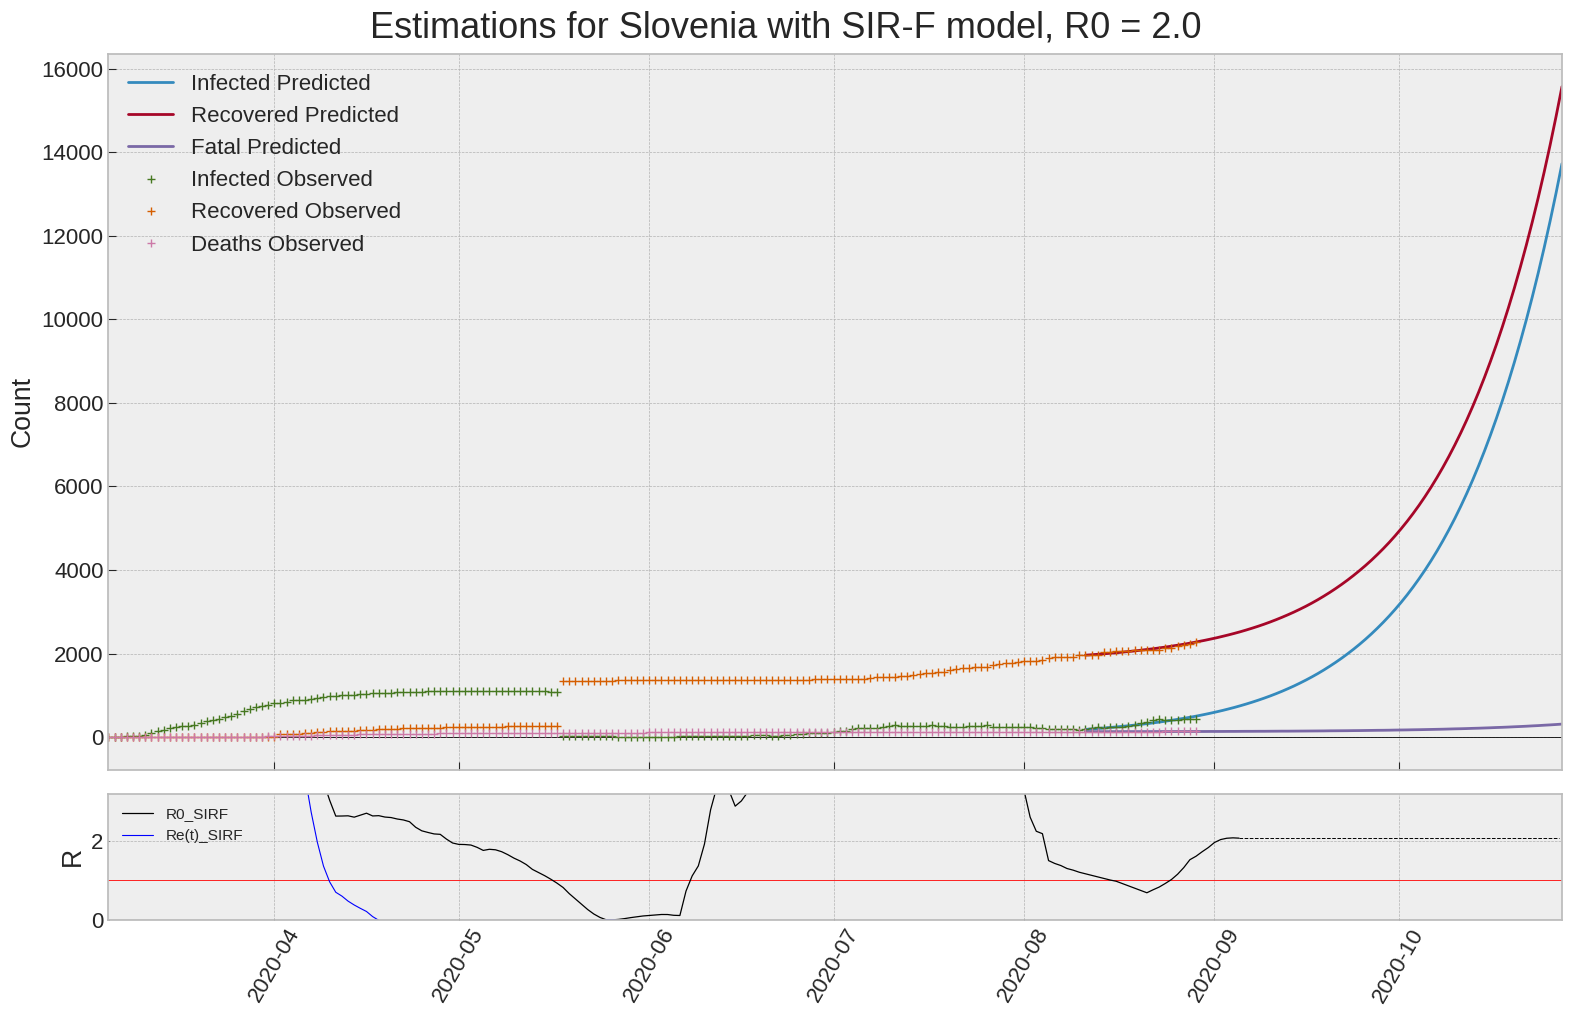 Estimations for Slovenia with SIR-F model, R0 = 2.0
16000
14000
12000
10000
8000
6000
4000
2000
0
Count
Infected Predicted
Recovered Predicted
Fatal Predicted
Infected Observed
Recovered Observed
Deaths Observed
R0_SIRF
Re(t)_SIRF
2
0
R
2020-04
2020-05
2020-06
2020-07
2020-08
2020-09
2020-10